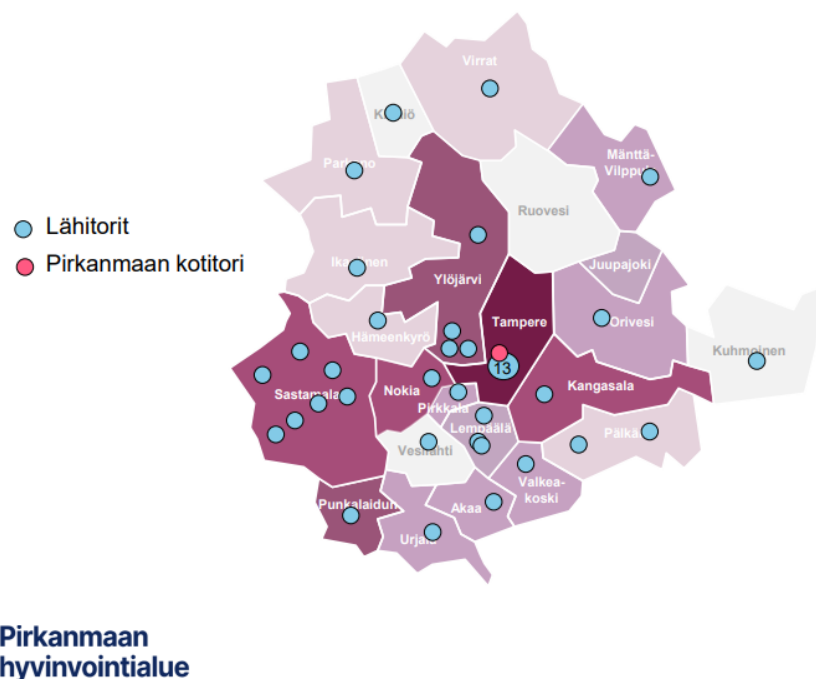 Virrat
Kihniö
Mänttä-
Vilppula
Parkano
Ruovesi
Lähitorit
Pirkanmaan kotitori
Ikaalinen
Ylöjärvi
Juupajoki
Tampere
Orivesi
Hämeenkyrö
Kuhmoinen
13
Sastamala
Nokia
Kangasala
Pirkkala
Lempäälä
Pälkäne
Vesilahti
Valkea-
koski
Punkalaidun
Akaa
Urjala
Pirkanmaan
hyvinvointialue